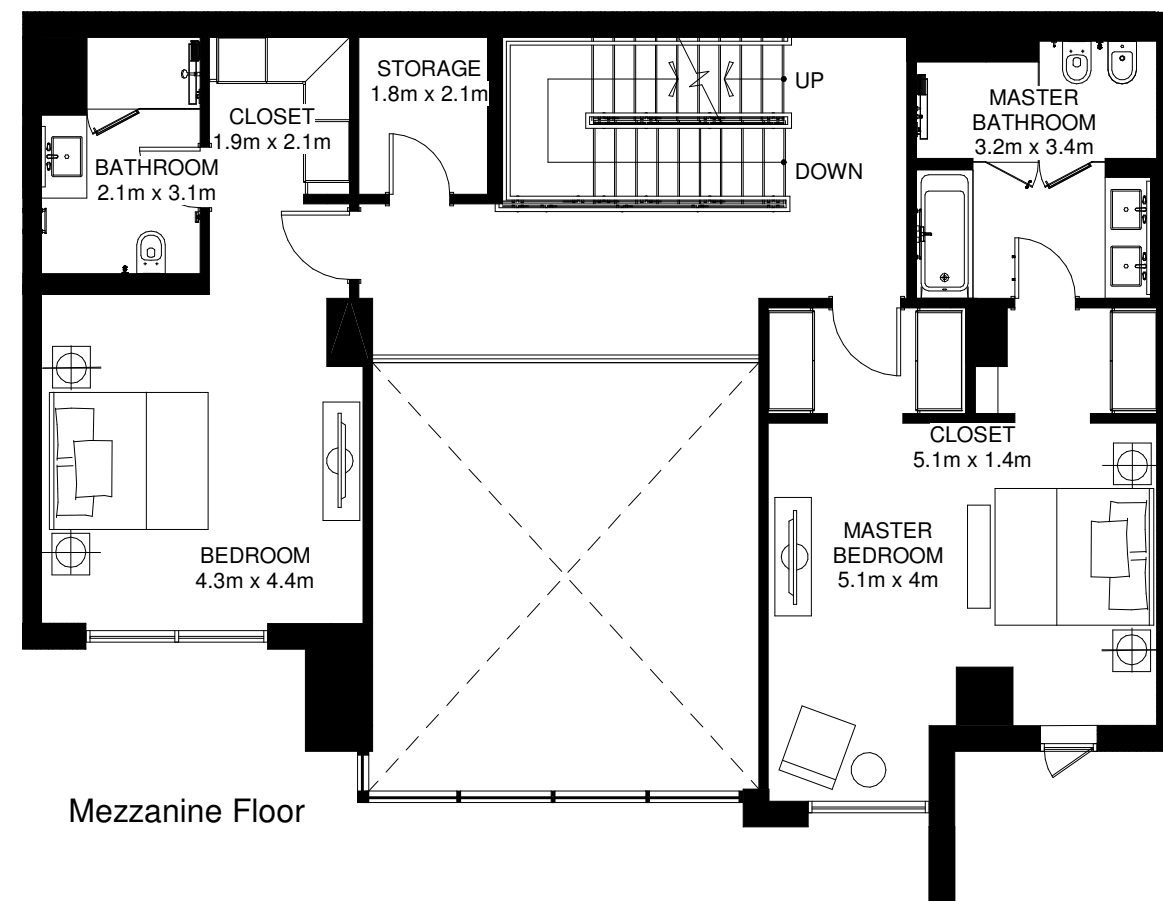 STORAGE
1.8m x 2.1m
CLOSET
1.9m x 2.1m
BATHROOM
2.1m x 3.1m
UP
DOWN
MASTER
BATHROOM
3.2m x 3.4m
CLOSET
5.1m x 1.4m
MASTER
BEDROOM
5.1m x 4m
BEDROOM
4.3m x 4.4m
Mezzanine Floor